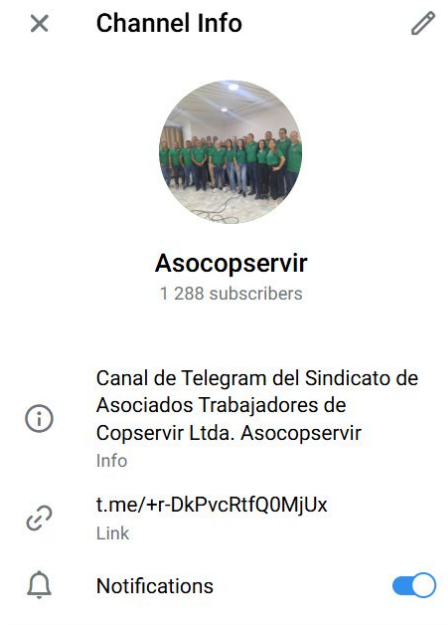 Channel Info
Asocopservir
1 288 subscribers
Canal de Telegram del Sindicato de
Asociados Trabajadores de
Copservir Ltda. Asocopservir
Info
t.me/+r-DkPvcRtfQ0MjUx
Link
Notifications